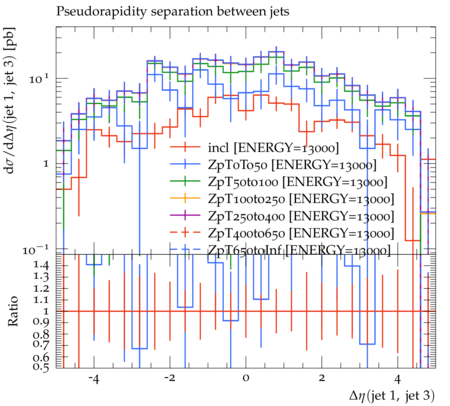 Pseudorapidity separation between jets
dσ/dΔη(jet 1, jet 3) [pb]
10^1
1
10^−1
incl [ENERGY=13000]
ZpT0To50 [ENERGY=13000]
ZpT50to100 [ENERGY=13000]
ZpT100to250 [ENERGY=13000]
ZpT250to400 [ENERGY=13000]
ZpT400to650 [ENERGY=13000]
ZpT650toInf [ENERGY=13000]
Ratio
1.4
1.3
1.2
1.1
1
0.9
0.8
0.7
0.6
0.5
-4 -2 0 2 4
Δη(jet 1, jet 3)